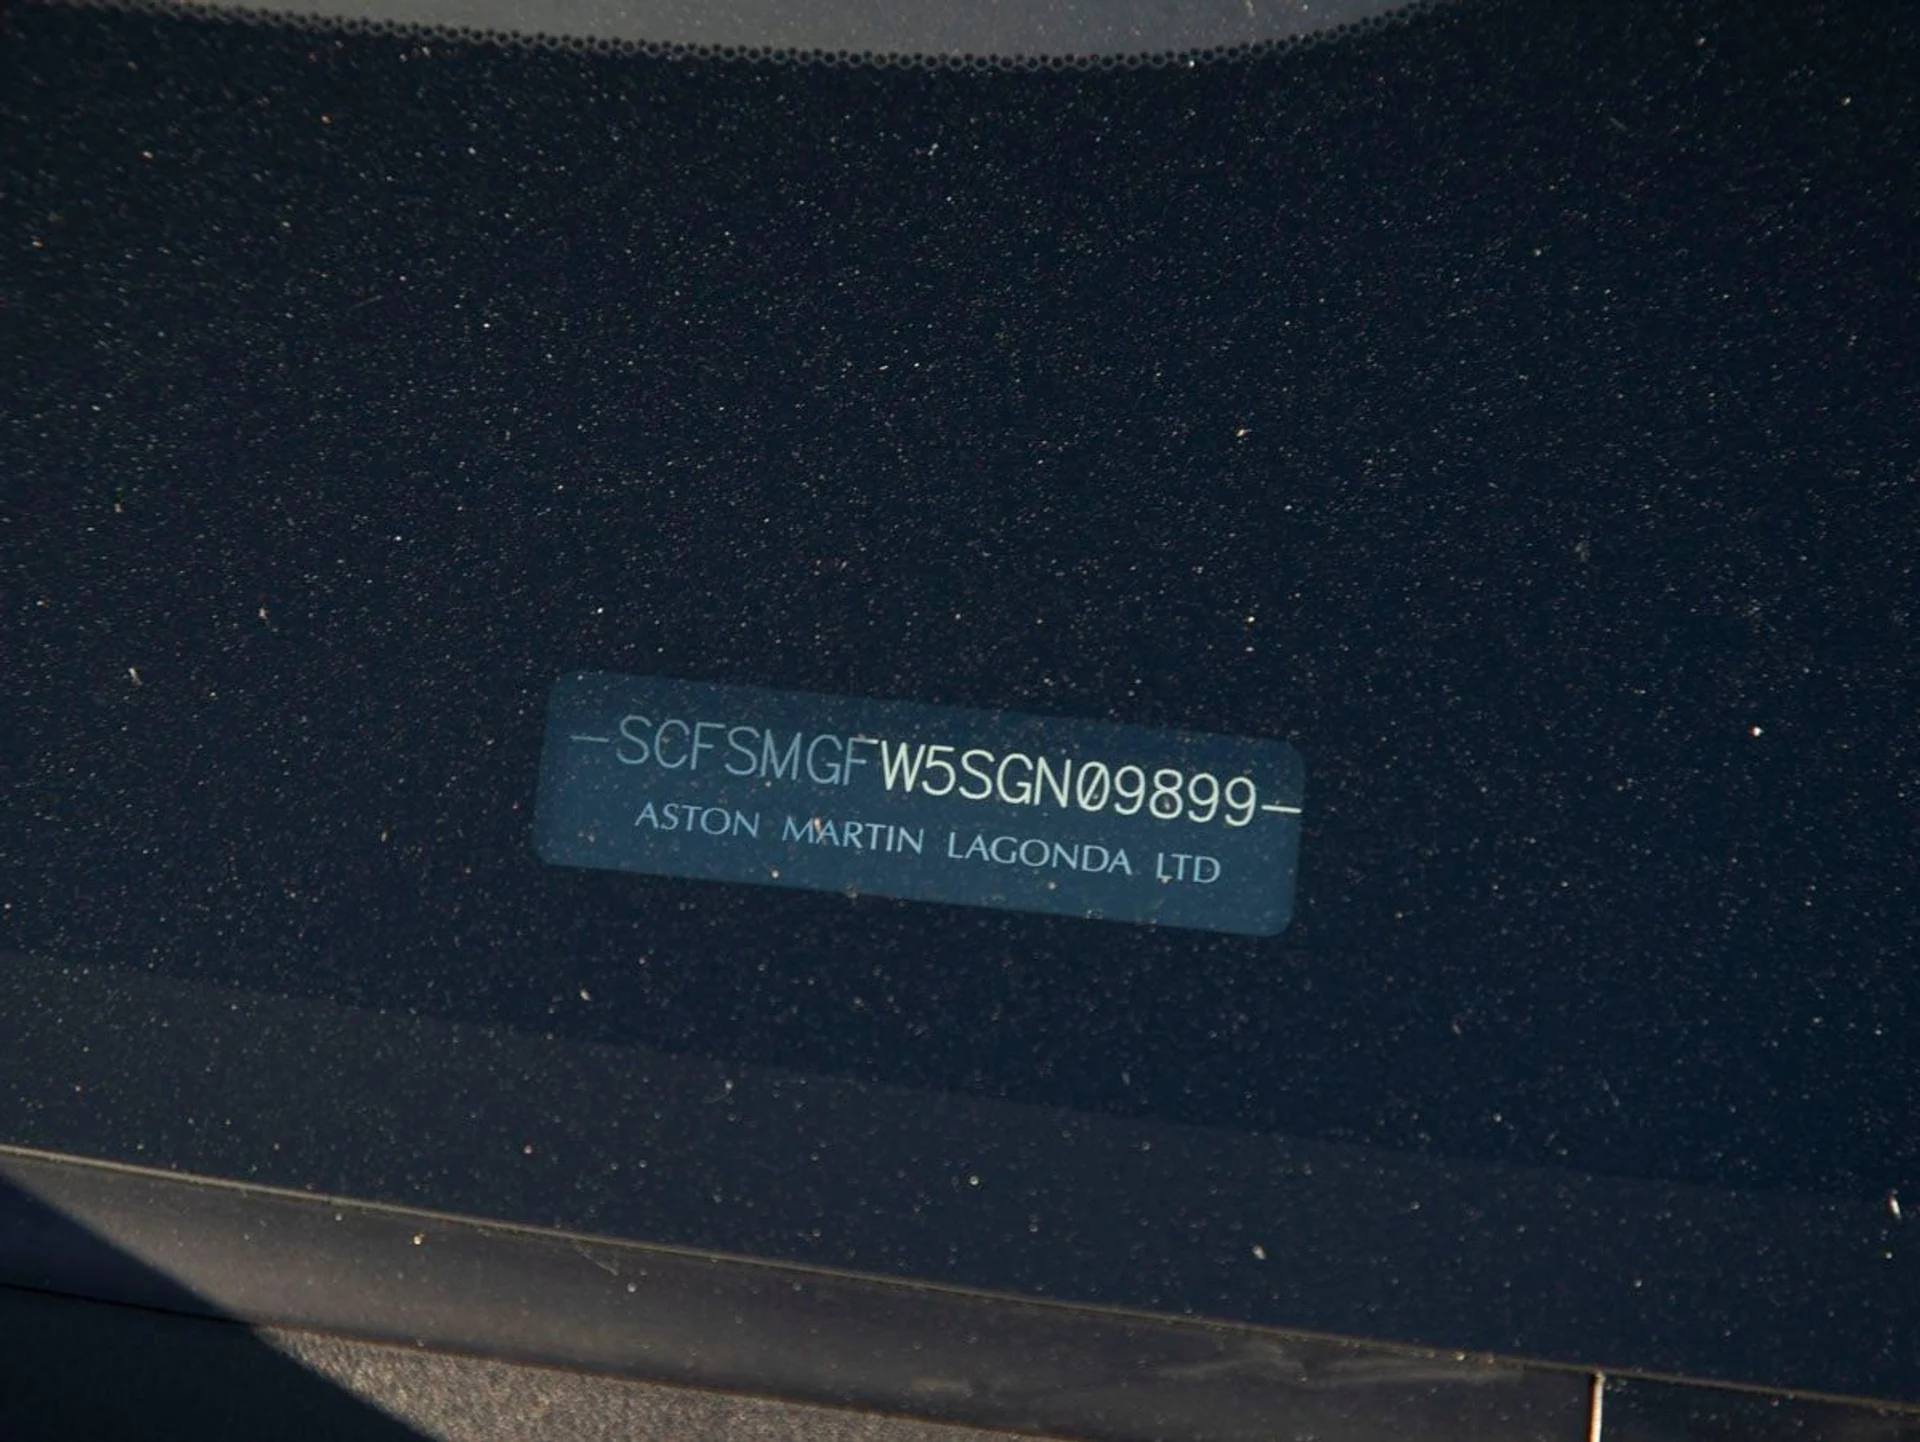 -SCFSMGFW5SGN09899-
ASTON MARTIN LAGONDA LTD